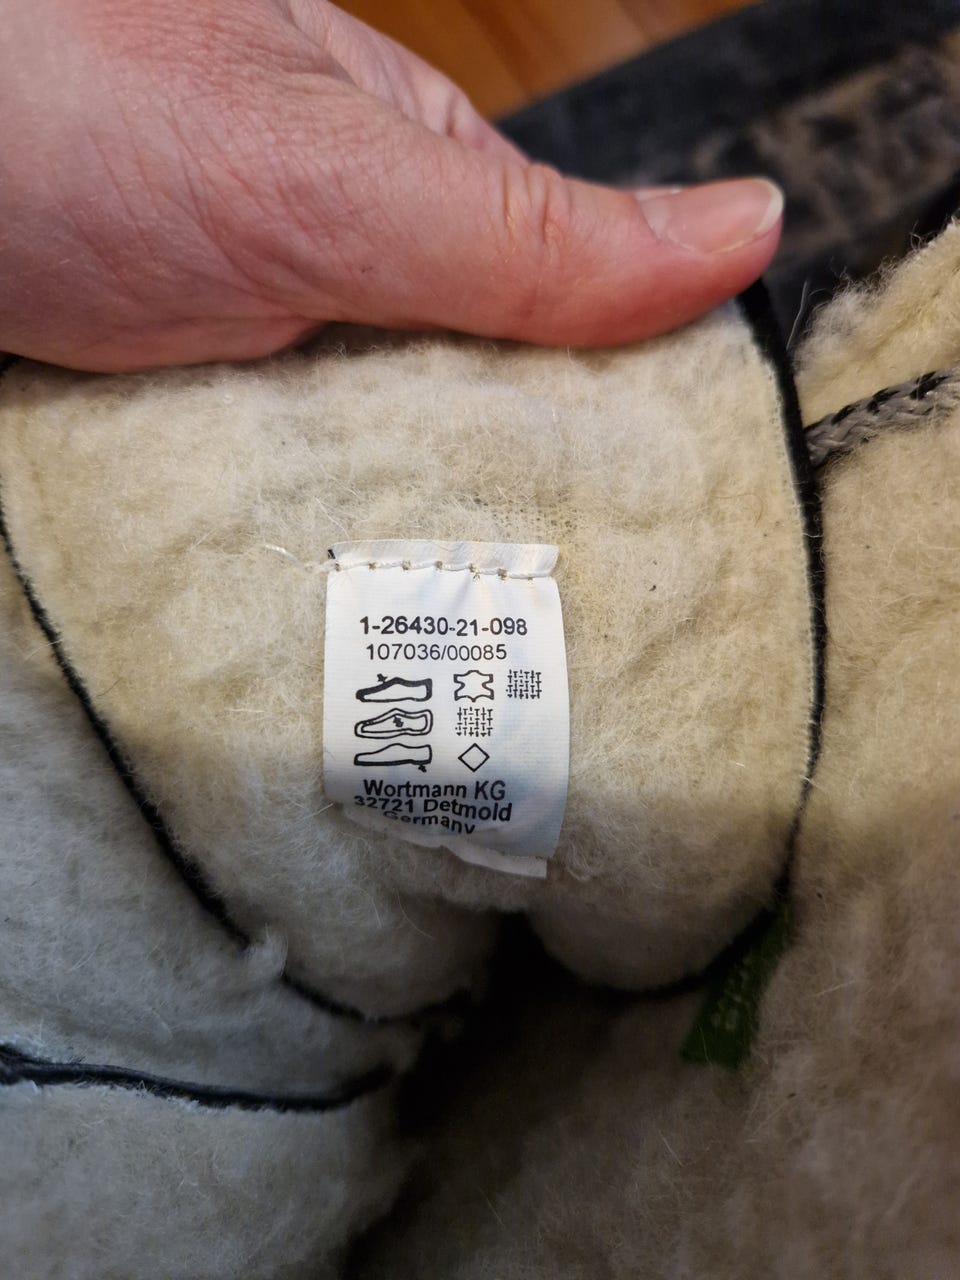 1-26430-21-098
107036/00085
Wortmann KG
32721 Detmold
Germany